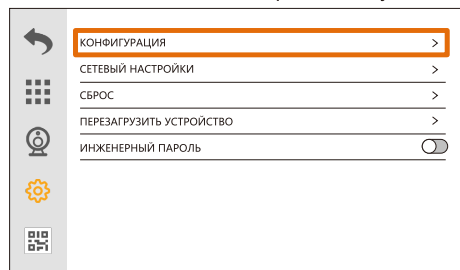 КОНФИГУРАЦИЯ
СЕТЕВЫЙ НАСТРОЙКИ
СБРОС
ПЕРЕЗАГРУЗИТЬ УСТРОЙСТВО
ИНЖЕНЕРНЫЙ ПАРОЛЬ